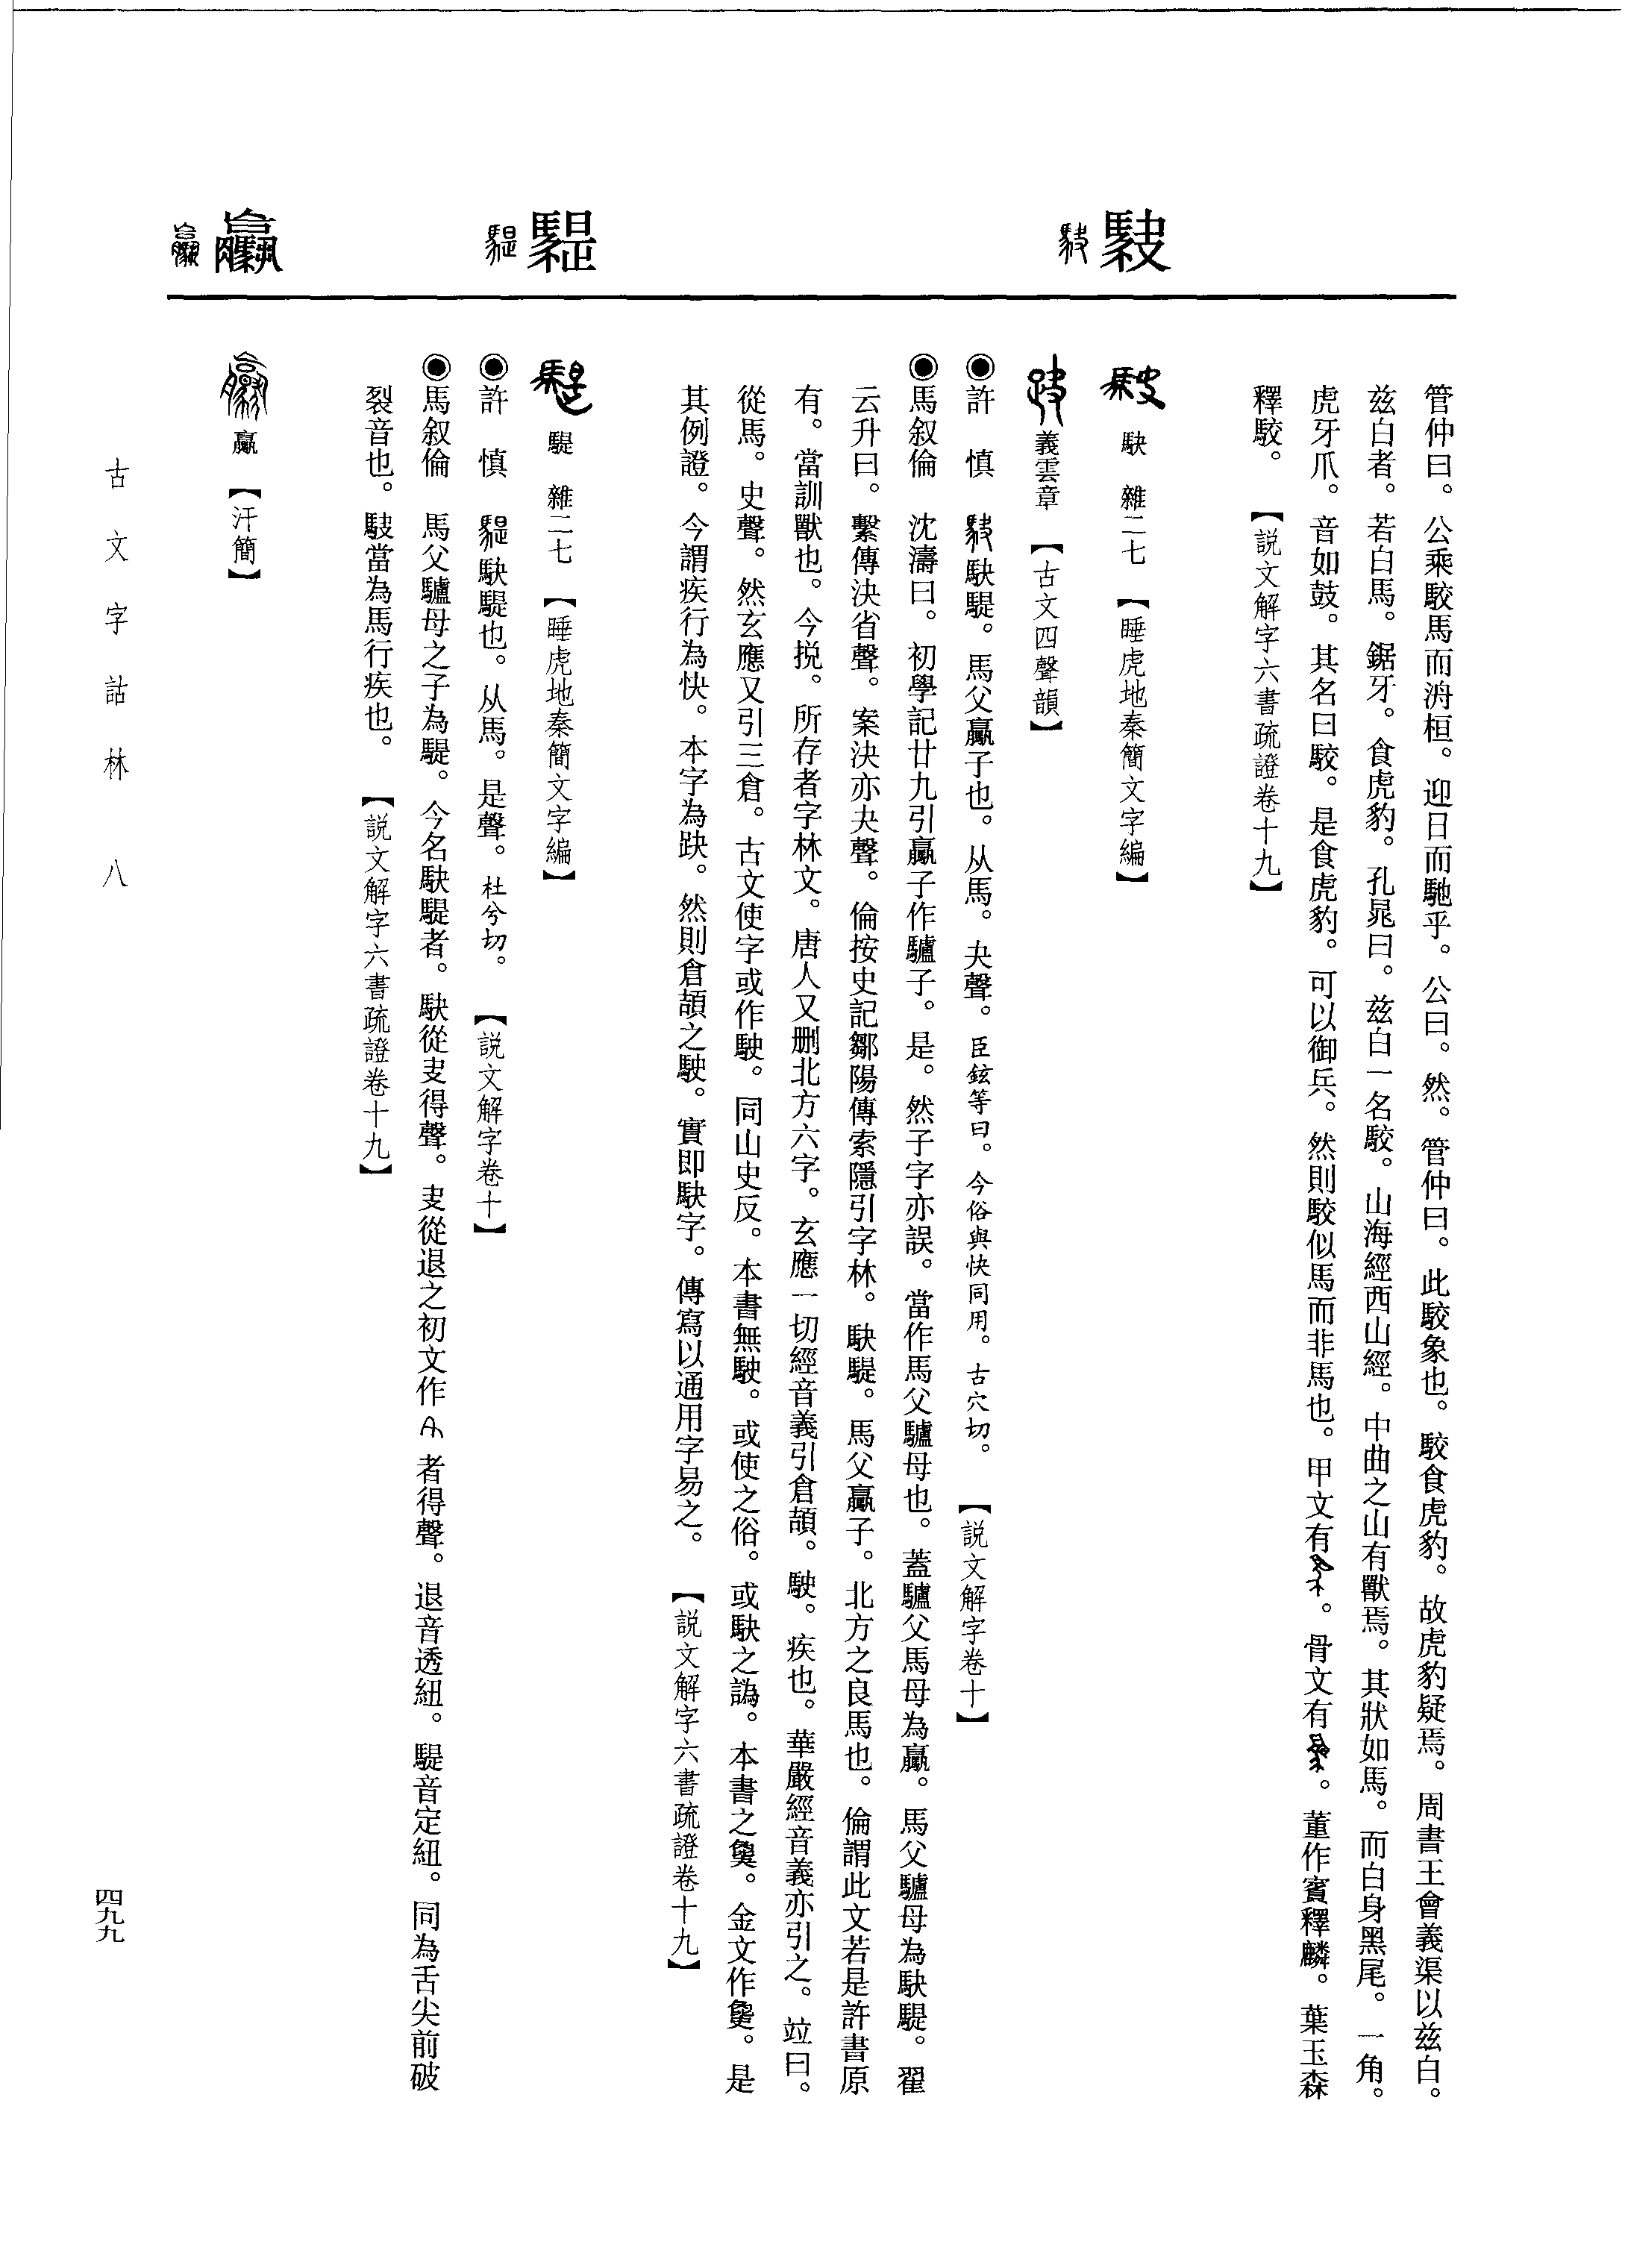 管仲曰。公乘駮馬而洀桓。迎日而馳乎。公曰。然。管仲曰。此駮象也。駮食虎豹。故虎豹疑焉。周書王會義渠以兹白。
兹白者。若白馬。鋸牙。食虎豹。孔晁曰。兹白一名駮。山海經西山經。中曲之山有獸焉。其狀如馬。而白身黑尾。一角。
虎牙爪。音如鼓。其名曰駮。是食虎豹。可以御兵。然則駮似馬而非馬也。甲文有。骨文有。董作賓釋麟。葉玉森
釋駮。 【説文解字六書疏證卷十九】
駃 雜二七 【睡虎地秦簡文字編】
義雲章 【古文四聲韻】
◉許 慎 駃駃騠。馬父驘子也。从馬。夬聲。臣鉉等曰。今俗與快同用。古穴切。 【説文解字卷十】
◉馬叙倫 沈濤曰。初學記廿九引驘子作驢子。是。然子字亦誤。當作馬父驢母也。蓋驢父馬母為驘。馬父驢母為駃騠。翟
云升曰。繫傳決省聲。案決亦夬聲。倫按史記鄒陽傳索隱引字林。駃騠。馬父驘子。北方之良馬也。倫謂此文若是許書原
有。當訓獸也。今挩。所存者字林文。唐人又删北方六字。玄應一切經音義引倉頡。駛。疾也。華嚴經音義亦引之。竝曰。
從馬。史聲。然玄應又引三倉。古文使字或作駛。同山史反。本書無駛。或使之俗。或駃之譌。本書之㚟。金文作㚟。是
其例證。今謂疾行為快。本字為趹。然則倉頡之駛。實即駃字。傳寫以通用字易之。 【説文解字六書疏證卷十九】
騠 雜二七 【睡虎地秦簡文字編】
◉許 慎 騠駃騠也。从馬。是聲。杜兮切。 【説文解字卷十】
◉馬叙倫 馬父驢母之子為騠。今名駃騠者。駃從叏得聲。叏從退之初文作者得聲。退音透紐。騠音定紐。同為舌尖前破
裂音也。駃當為馬行疾也。 【説文解字六書疏證卷十九】
驘 【汗簡】
駃
騠
驘
古文字詁林 八
四九九